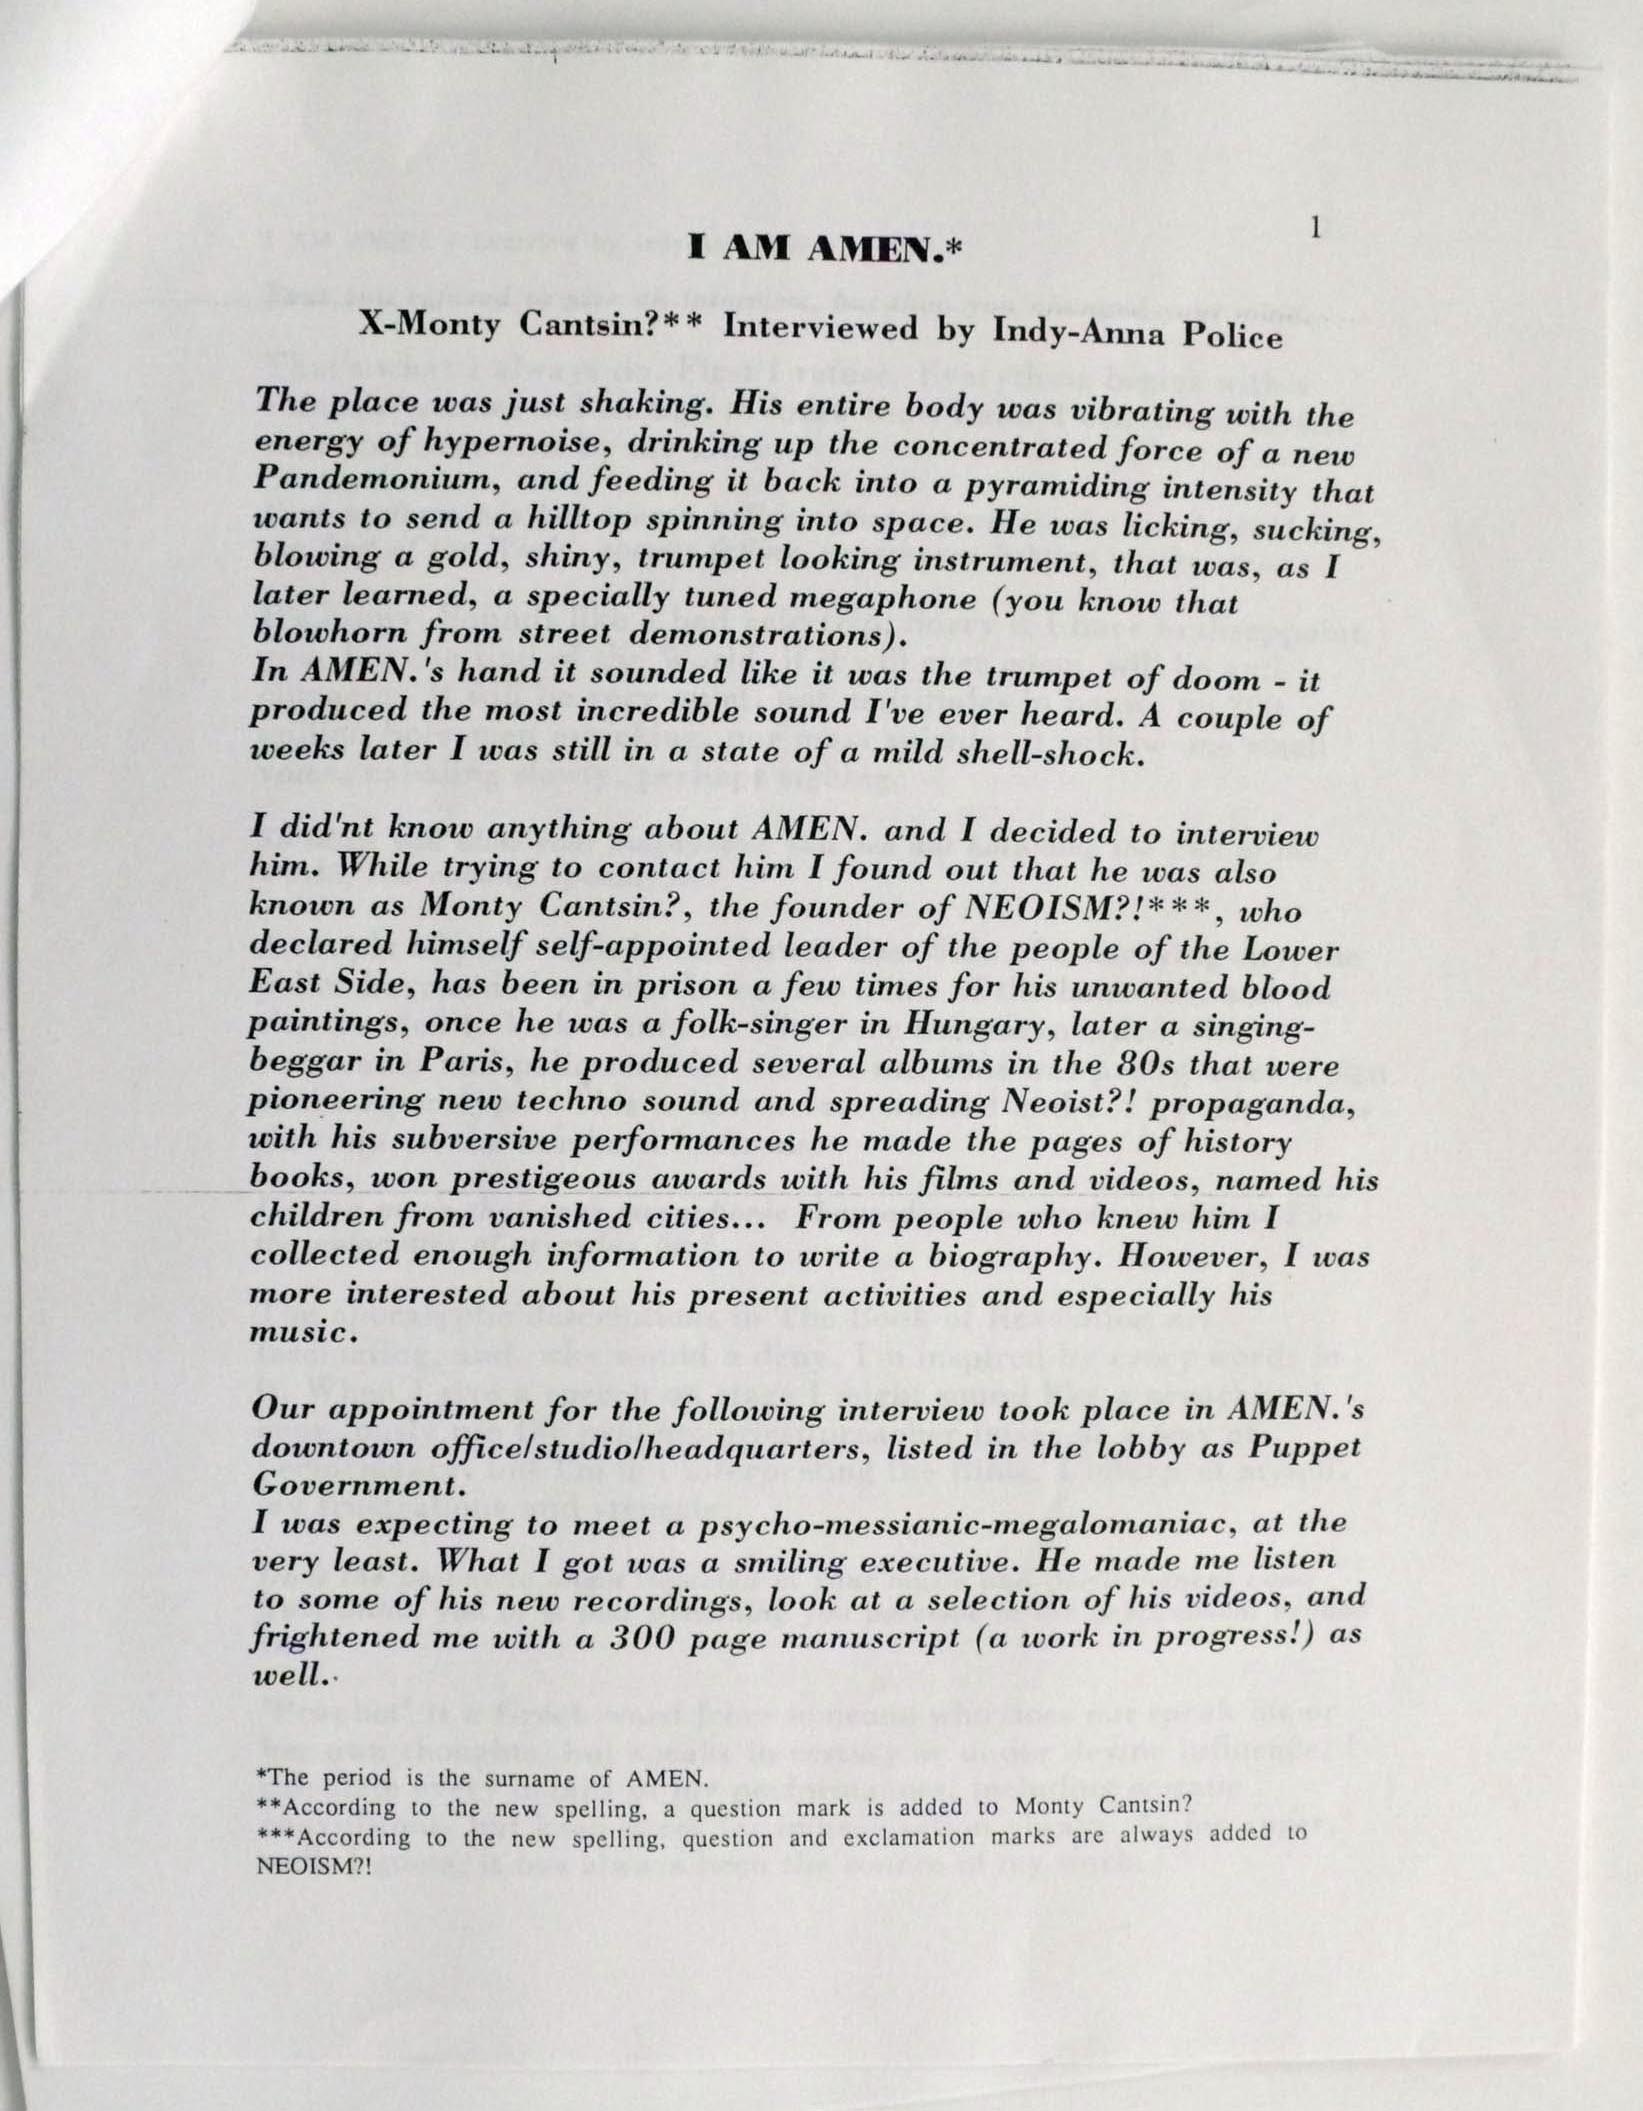 1
I AM AMEN.*
X-Monty Cantsin?** Interviewed by Indy-Anna Police
The place was just shaking. His entire body was vibrating with the
energy of hypernoise, drinking up the concentrated force of a new
Pandemonium, and feeding it back into a pyramiding intensity that
wants to send a hilltop spinning into space. He was licking, sucking,
blowing a gold, shiny, trumpet looking instrument, that was, as I
later learned, a specially tuned megaphone (you know that
blowhorn from street demonstrations).
In AMEN.'s hand it sounded like it was the trumpet of doom - it
produced the most incredible sound I've ever heard. A couple of
weeks later I was still in a state of a mild shell-shock.
I did'nt know anything about AMEN. and I decided to interview
him. While trying to contact him I found out that he was also
known as Monty Cantsin?, the founder of NEOISM?!***, who
declared himself self-appointed leader of the people of the Lower
East Side, has been in prison a few times for his unwanted blood
paintings, once he was a folk-singer in Hungary, later a singing-
beggar in Paris, he produced several albums in the 80s that were
pioneering new techno sound and spreading Neoist?! propaganda,
with his subversive performances he made the pages of history
books, won prestigeous awards with his films and videos, named his
children from vanished cities... From people who knew him I
collected enough information to write a biography. However, I was
more interested about his present activities and especially his
music.
Our appointment for the following interview took place in AMEN.'s
downtown office/studio/headquarters, listed in the lobby as Puppet
Government.
I was expecting to meet a psycho-messianic-megalomaniac, at the
very least. What I got was a smiling executive. He made me listen
to some of his new recordings, look at a selection of his videos, and
frightened me with a 300 page manuscript (a work in progress!) as
well.
*The period is the surname of AMEN.
**According to the new spelling, a question mark is added to Monty Cantsin?
***According to the new spelling, question and exclamation marks are always added to
NEOISM?!